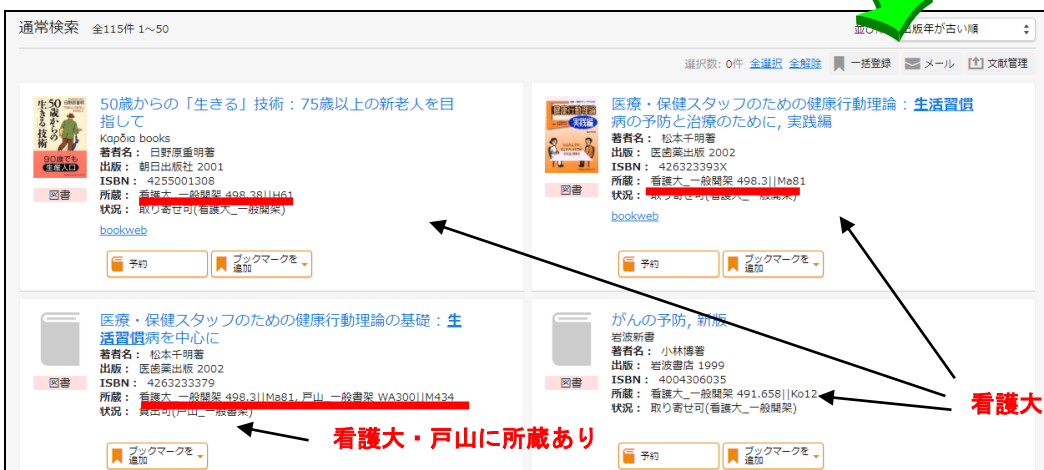 通常検索 全115件 1～50
出版年が古い順
選択数: 0件 全選択 全解除 一括登録 メール 文献管理
50歳からの「生きる」技術 : 75歳以上の新老人を目
指して
Kapδia books
著者名： 日野原重明著
出版： 朝日出版社 2001
ISBN： 4255001308
所蔵： 看護大_一般開架 498.38||H61
状況： 取り寄せ可(看護大_一般開架)
bookweb
図書
予約 ブックマークを
追加
医療・保健スタッフのための健康行動理論 : 生活習慣
病の予防と治療のために, 実践編
著者名： 松本千明著
出版： 医歯薬出版 2002
ISBN： 426323393X
所蔵： 看護大_一般開架 498.3||Ma81
状況： 取り寄せ可(看護大_一般開架)
bookweb
図書
予約 ブックマークを
追加
医療・保健スタッフのための健康行動理論の基礎 : 生
活習慣病を中心に
著者名： 松本千明著
出版： 医歯薬出版 2002
ISBN： 4263233379
所蔵： 看護大_一般開架 498.3||Ma81, 戸山_一般書架 WA300||M434
状況： 貸出可(戸山_一般書架)
図書
看護大・戸山に所蔵あり
ブックマークを
追加
がんの予防, 新版
岩波新書
著者名： 小林博著
出版： 岩波書店 1999
ISBN： 4004306035
所蔵： 看護大_一般開架 491.658||Ko12
状況： 取り寄せ可(看護大_一般開架)
図書
看護大
予約 ブックマークを
追加